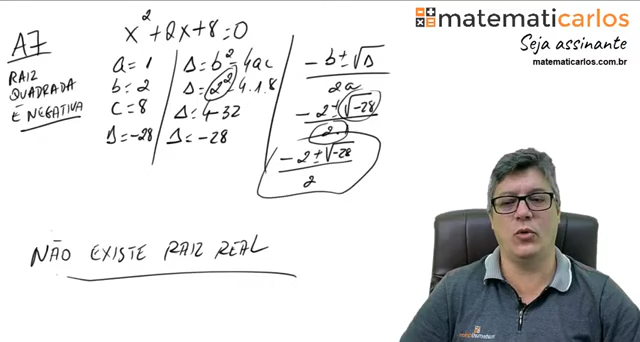 matematicarlos
Seja assinante
www.matematicarlos.com.br
A7
RAIZ
QUADRADA
É NEGATIVA
x² + 2x + 8 = 0
a = 1
b = 2
c = 8
Δ = -28
Δ = b² - 4ac
Δ = 2² - 4.1.8
Δ = 4 - 32
Δ = -28
-b ± √Δ
2a
-2 ± √-28
2
-2 ± √-28
2
NÃO EXISTE RAIZ REAL